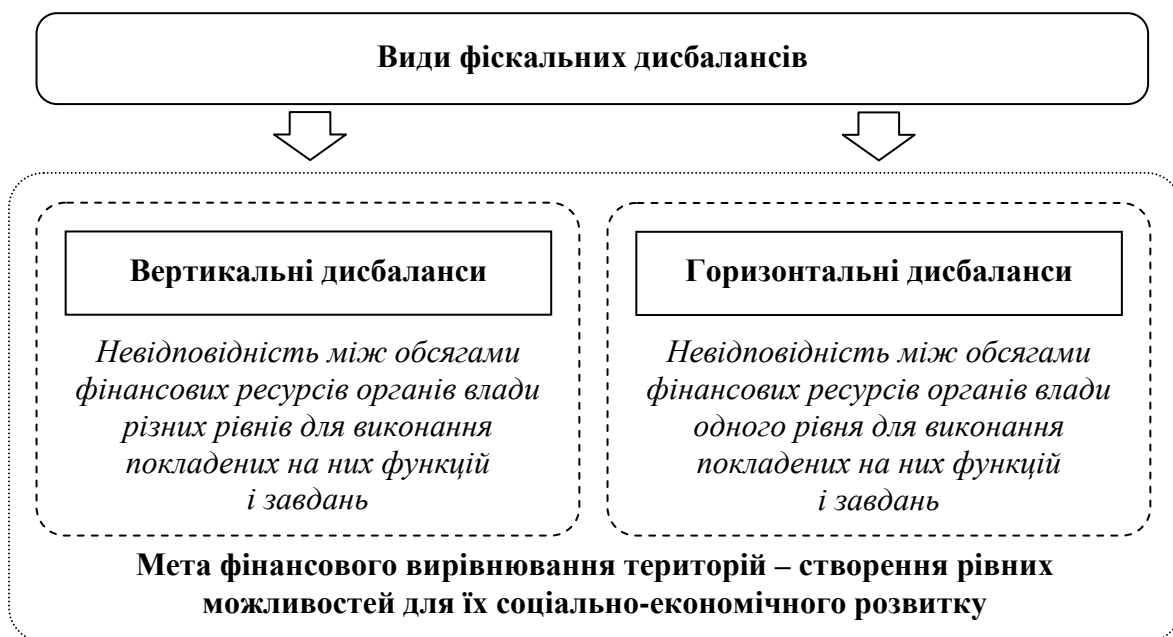 Види фіскальних дисбалансів
Вертикальні дисбаланси
Невідповідність між обсягами
фінансових ресурсів органів влади
різних рівнів для виконання
покладених на них функцій
і завдань
Горизонтальні дисбаланси
Невідповідність між обсягами
фінансових ресурсів органів влади
одного рівня для виконання
покладених на них функцій
і завдань
Мета фінансового вирівнювання територій – створення рівних
можливостей для їх соціально-економічного розвитку